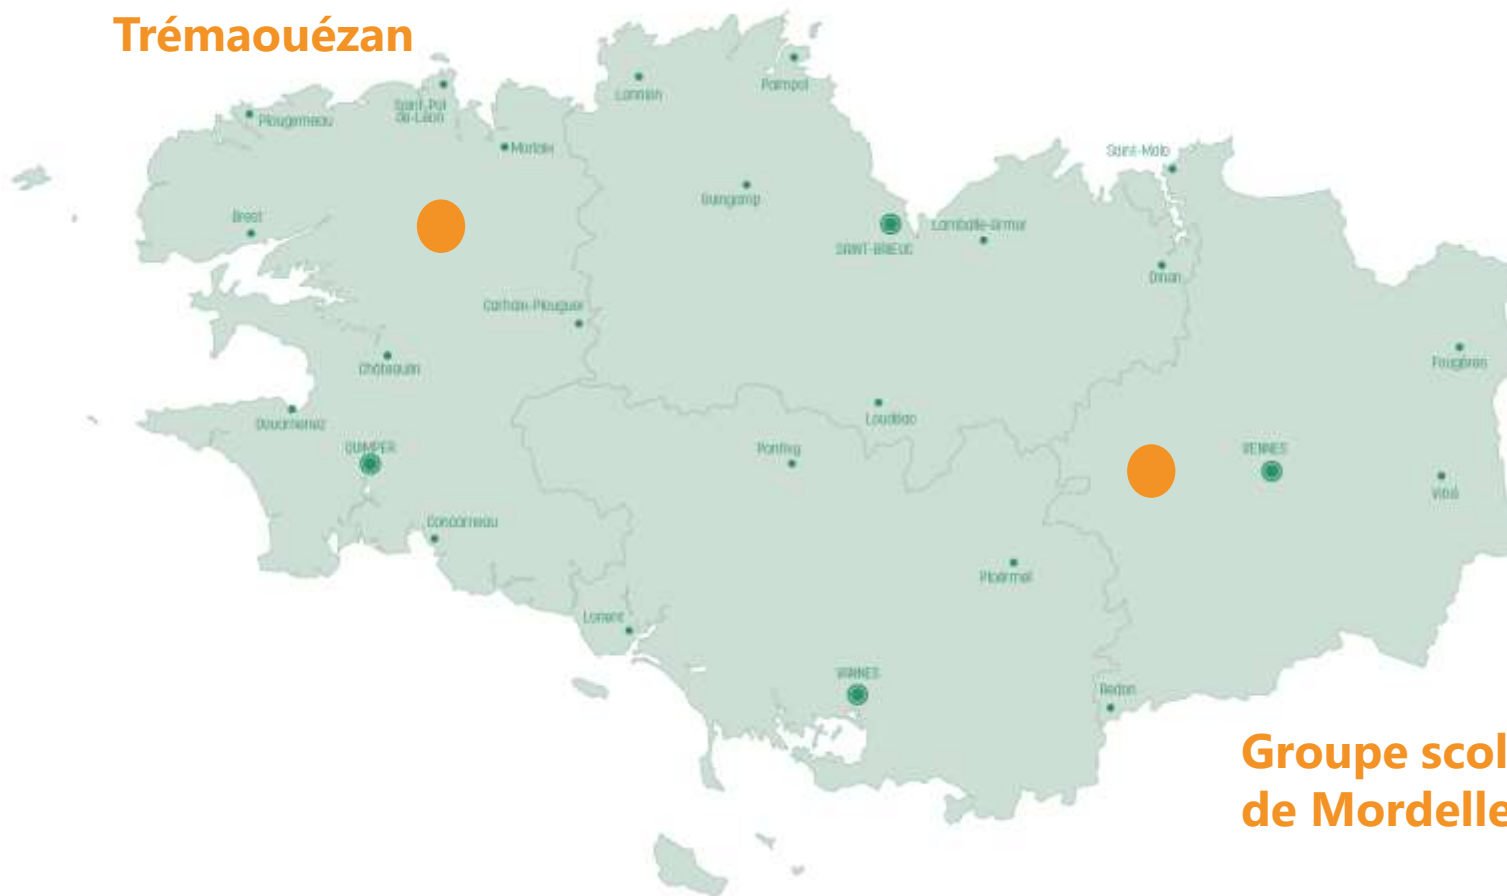 Trémaouézan
Paimpol
Lannion
Saint-Pol
de-Léon
Plougerneau
Morlaix
Saint-Malo
Guingamp
Brest
Lamballe-Armor
SAINT-BRIEUC
Dinan
Carhaix-Plouguer
Châteaulin
Fougères
Douarnenez
Loudéac
QUIMPER
Pontivy
RENNES
Vitré
Concarneau
Ploërmel
Lorient
VANNES
Redon
Groupe scol
de Mordelle